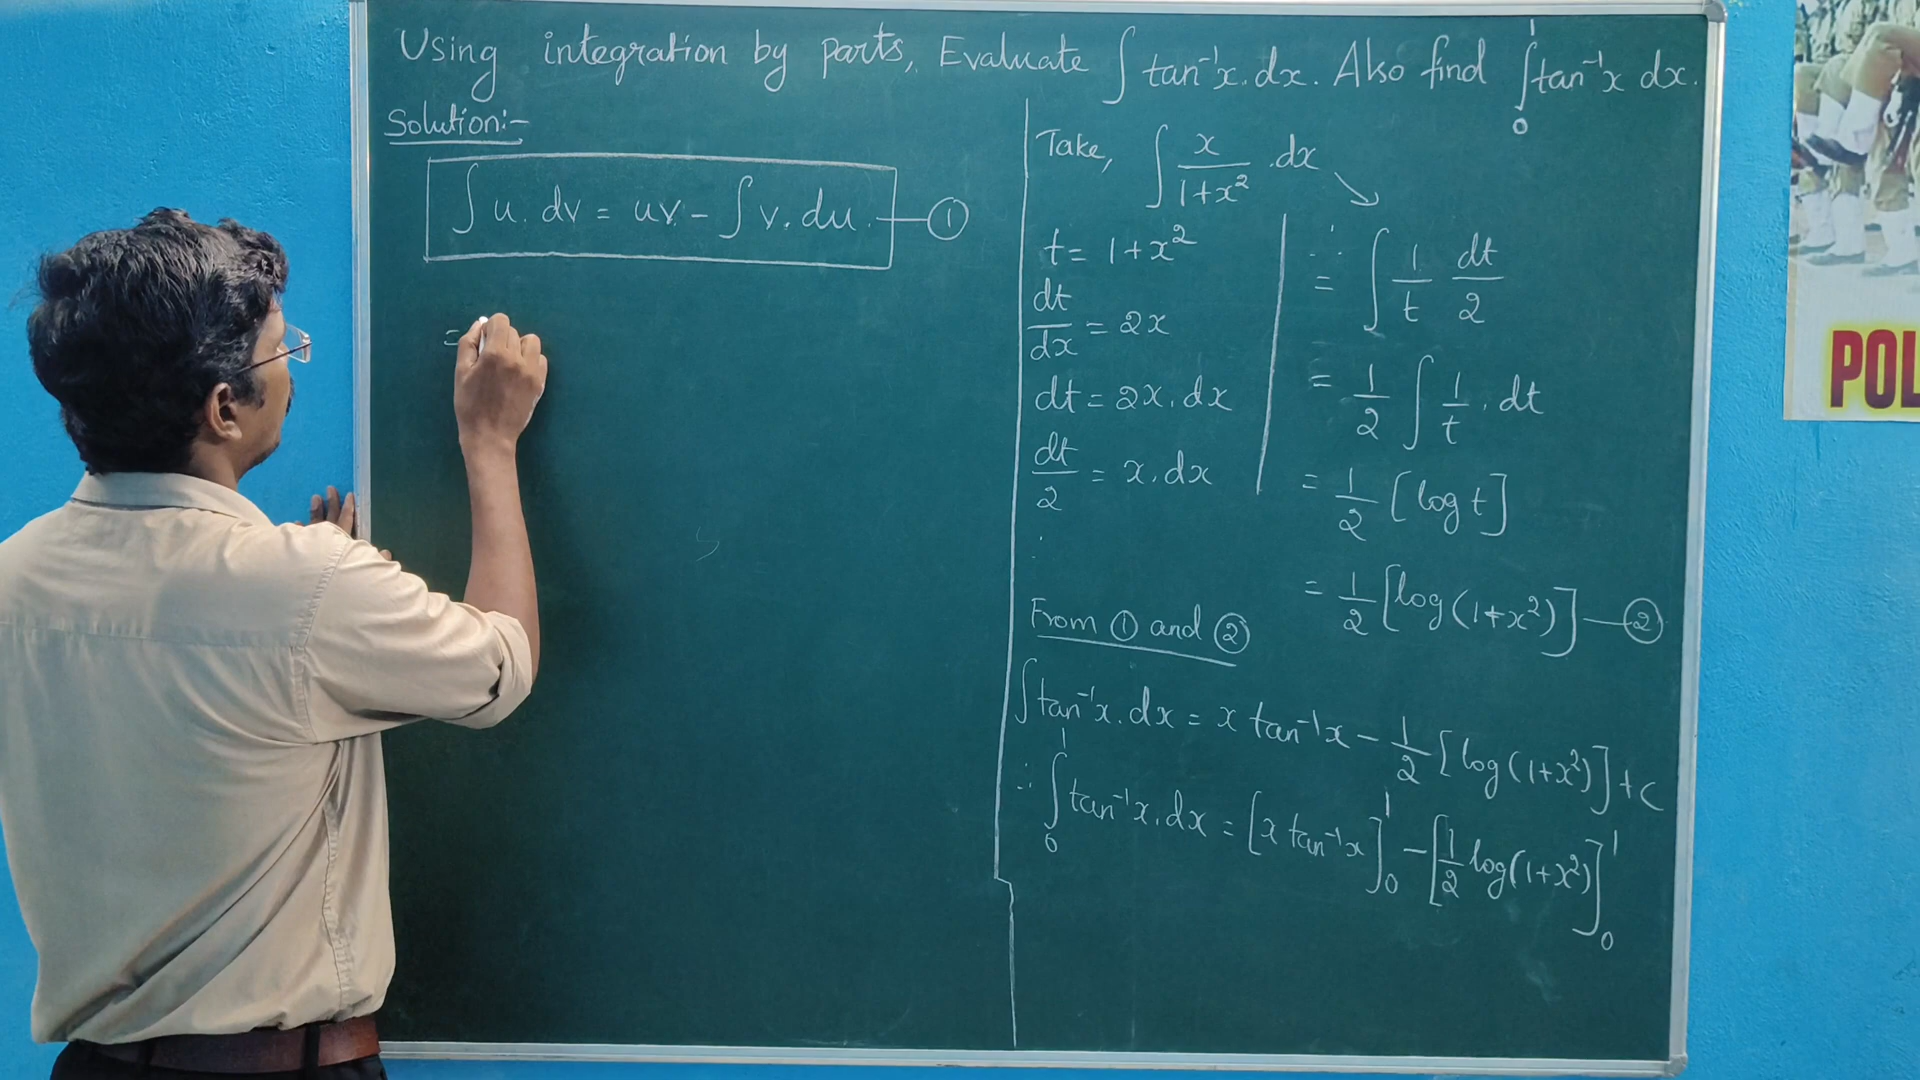 Using integration by parts, Evaluate ∫ tan⁻¹x. dx. Also find ∫₀¹ tan⁻¹x dx.
Solution:-
∫ u. dv = uv - ∫ v. du. — ①
=
Take, ∫ x/(1+x²) .dx
t = 1+x²
dt/dx = 2x
dt = 2x. dx
dt/2 = x. dx
∴ = ∫ 1/t dt/2
= 1/2 ∫ 1/t . dt
= 1/2 [log t]
= 1/2 [log (1+x²)] — ②
From ① and ②
∫ tan⁻¹x. dx = x tan⁻¹x - 1/2 [log (1+x²)] + c
∴ ∫₀¹ tan⁻¹x. dx = [x tan⁻¹x]₀¹ - [1/2 log(1+x²)]₀¹
POL